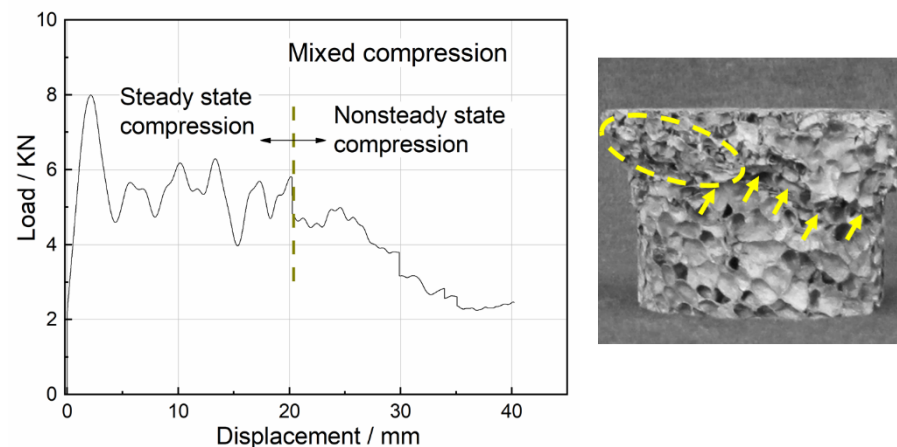 10
8
6
4
2
0
Load / KN
Mixed compression
Steady state
compression
Nonsteady state
compression
0
10
20
30
40
Displacement / mm